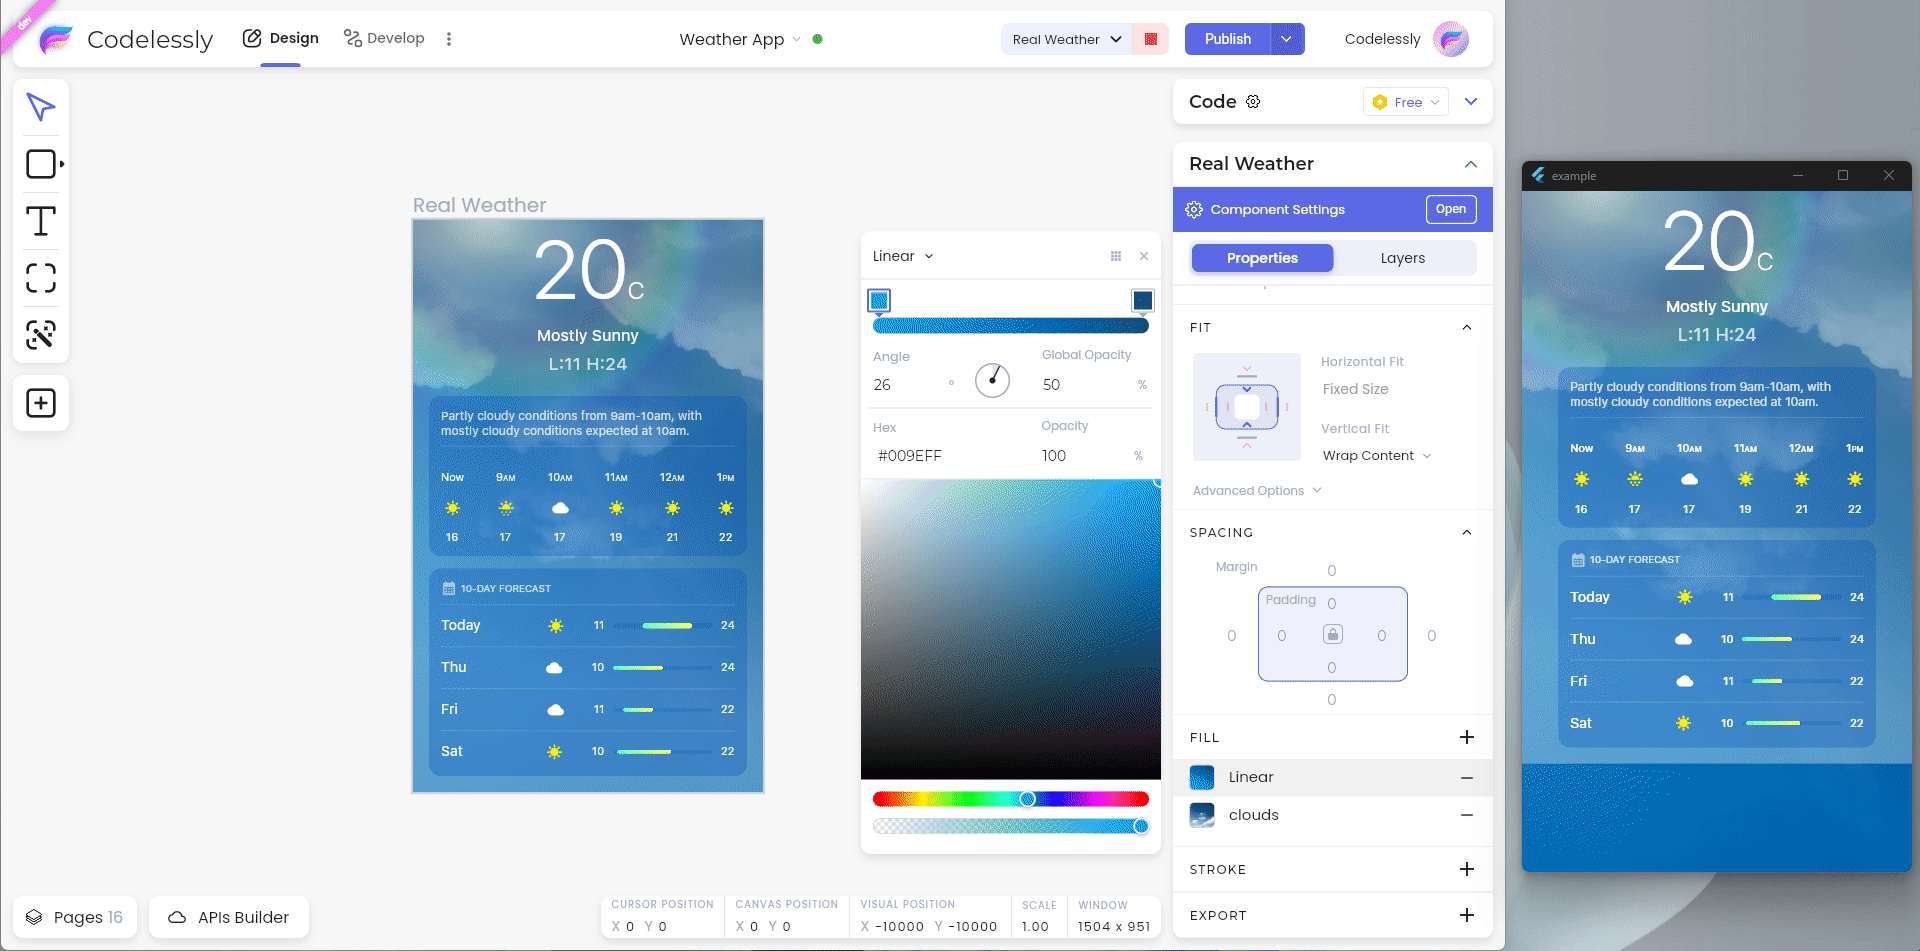 dev
Codelessly
Design
Develop
Weather App
Real Weather
Publish
Codelessly
Real Weather
20 C
Mostly Sunny
L:11 H:24
Partly cloudy conditions from 9am-10am, with
mostly cloudy conditions expected at 10am.
Now 9AM 10AM 11AM 12AM 1PM
16 17 17 19 21 22
10-DAY FORECAST
Today 11 24
Thu 10 24
Fri 11 22
Sat 10 22
Linear
Angle Global Opacity
26 ° 50 %
Hex Opacity
#009EFF 100 %
Code Free
Real Weather
Component Settings Open
Properties Layers
FIT
Horizontal Fit
Fixed Size
Vertical Fit
Wrap Content
Advanced Options
SPACING
Margin 0
Padding 0
0 0 0 0
0
0
FILL
Linear
clouds
STROKE
EXPORT
Pages 16
APIs Builder
CURSOR POSITION CANVAS POSITION VISUAL POSITION SCALE WINDOW
X 0 Y 0 X 0 Y 0 X -10000 Y -10000 1.00 1504 x 951
example
20 C
Mostly Sunny
L:11 H:24
Partly cloudy conditions from 9am-10am, with
mostly cloudy conditions expected at 10am.
Now 9AM 10AM 11AM 12AM 1PM
16 17 17 19 21 22
10-DAY FORECAST
Today 11 24
Thu 10 24
Fri 11 22
Sat 10 22